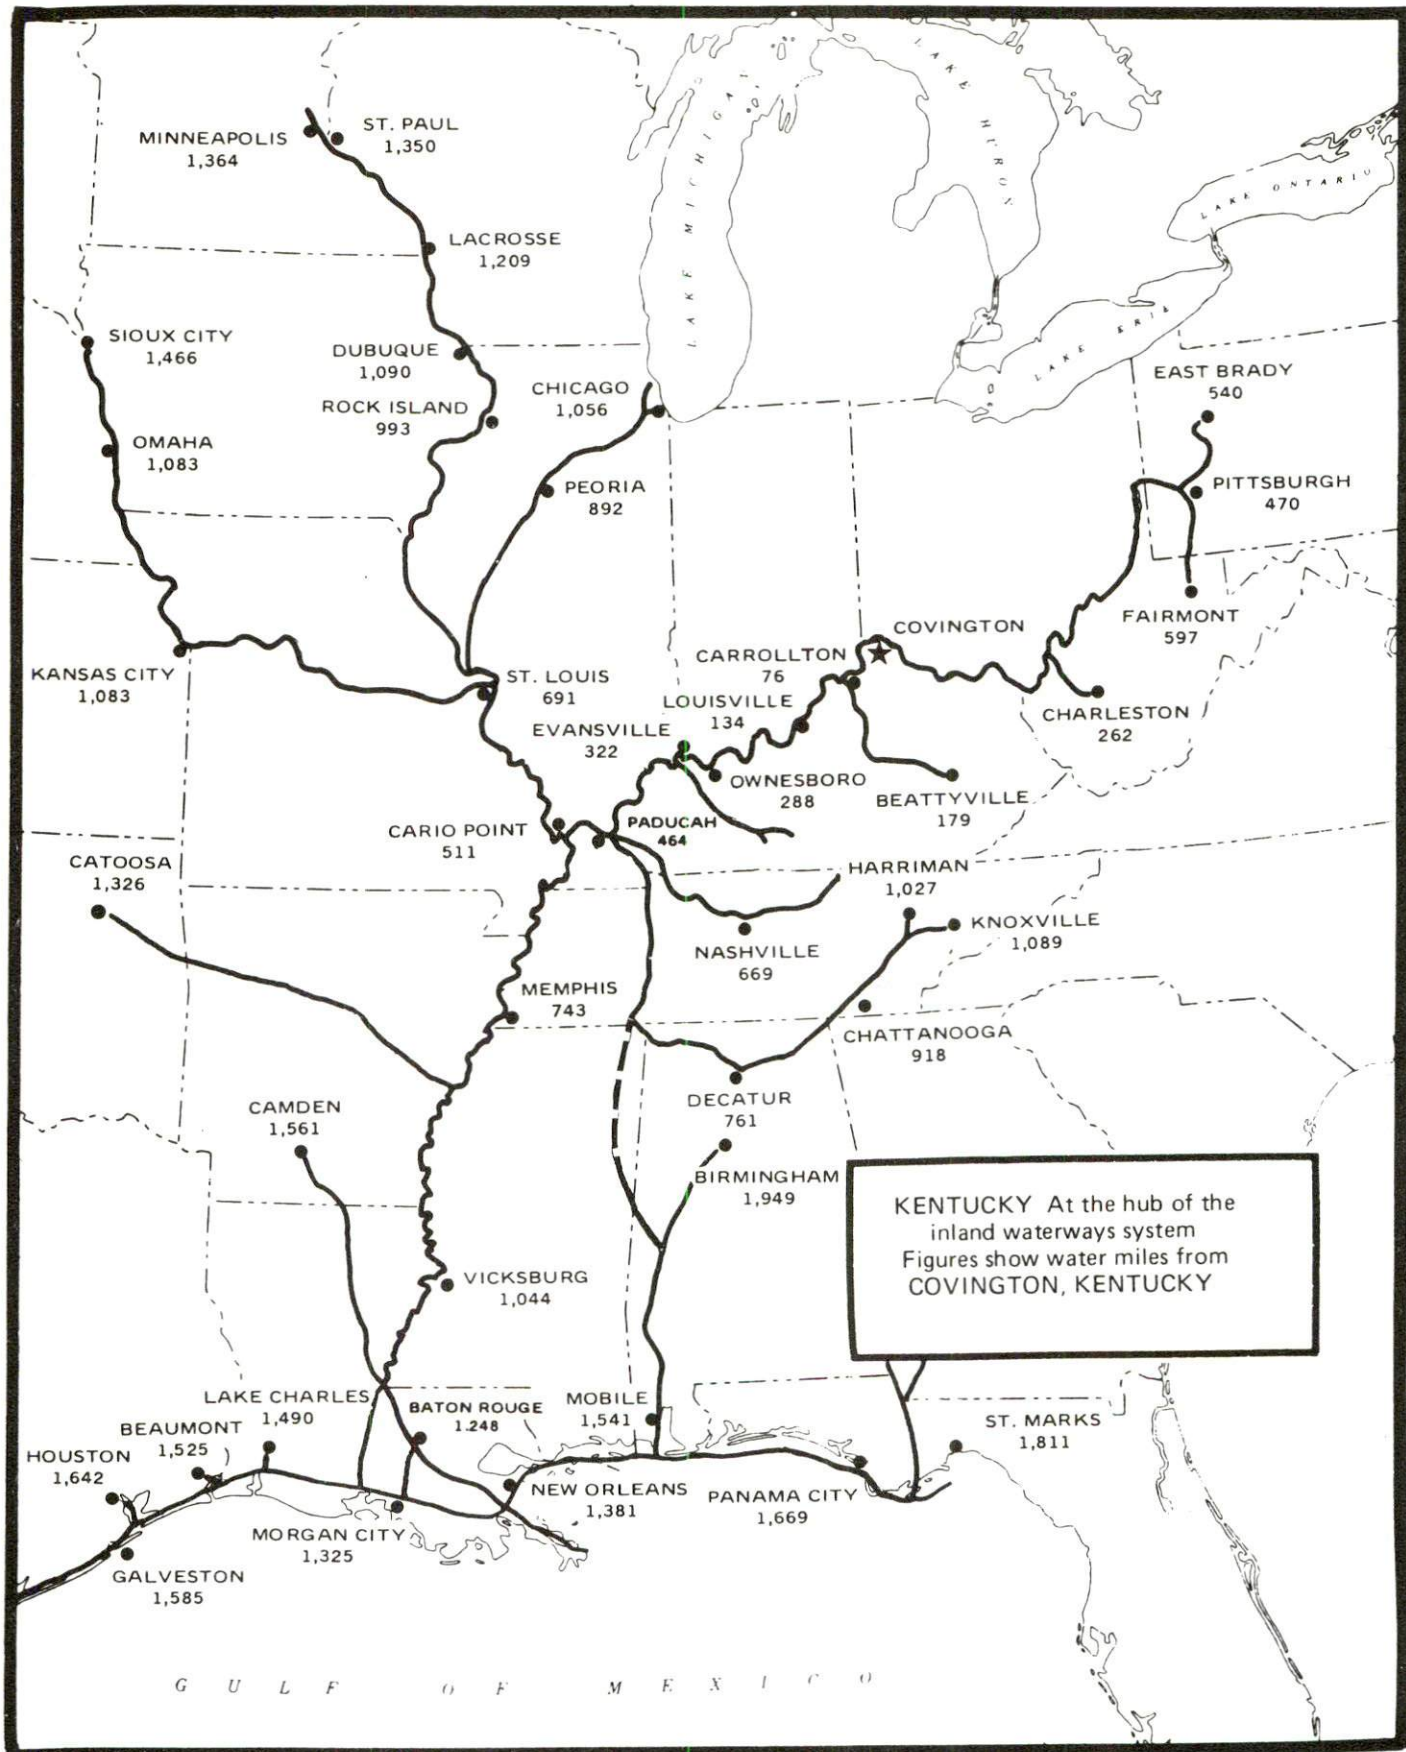 LAKE MICHIGAN
LAKE HURON
LAKE ONTARIO
LAKE ERIE
MINNEAPOLIS
1,364
ST. PAUL
1,350
LACROSSE
1,209
SIOUX CITY
1,466
DUBUQUE
1,090
ROCK ISLAND
993
CHICAGO
1,056
EAST BRADY
540
OMAHA
1,083
PEORIA
892
PITTSBURGH
470
FAIRMONT
597
COVINGTON
KANSAS CITY
1,083
ST. LOUIS
691
CARROLLTON
76
LOUISVILLE
134
EVANSVILLE
322
CHARLESTON
262
OWNESBORO
288
BEATTYVILLE
179
CARIO POINT
511
PADUCAH
464
CATOOSA
1,326
HARRIMAN
1,027
KNOXVILLE
1,089
NASHVILLE
669
MEMPHIS
743
CHATTANOOGA
918
DECATUR
761
CAMDEN
1,561
BIRMINGHAM
1,949
KENTUCKY At the hub of the
inland waterways system
Figures show water miles from
COVINGTON, KENTUCKY
VICKSBURG
1,044
LAKE CHARLES
1,490
BATON ROUGE
1.248
MOBILE
1,541
ST. MARKS
1,811
BEAUMONT
1,525
HOUSTON
1,642
NEW ORLEANS
1,381
PANAMA CITY
1,669
MORGAN CITY
1,325
GALVESTON
1,585
GULF OF MEXICO